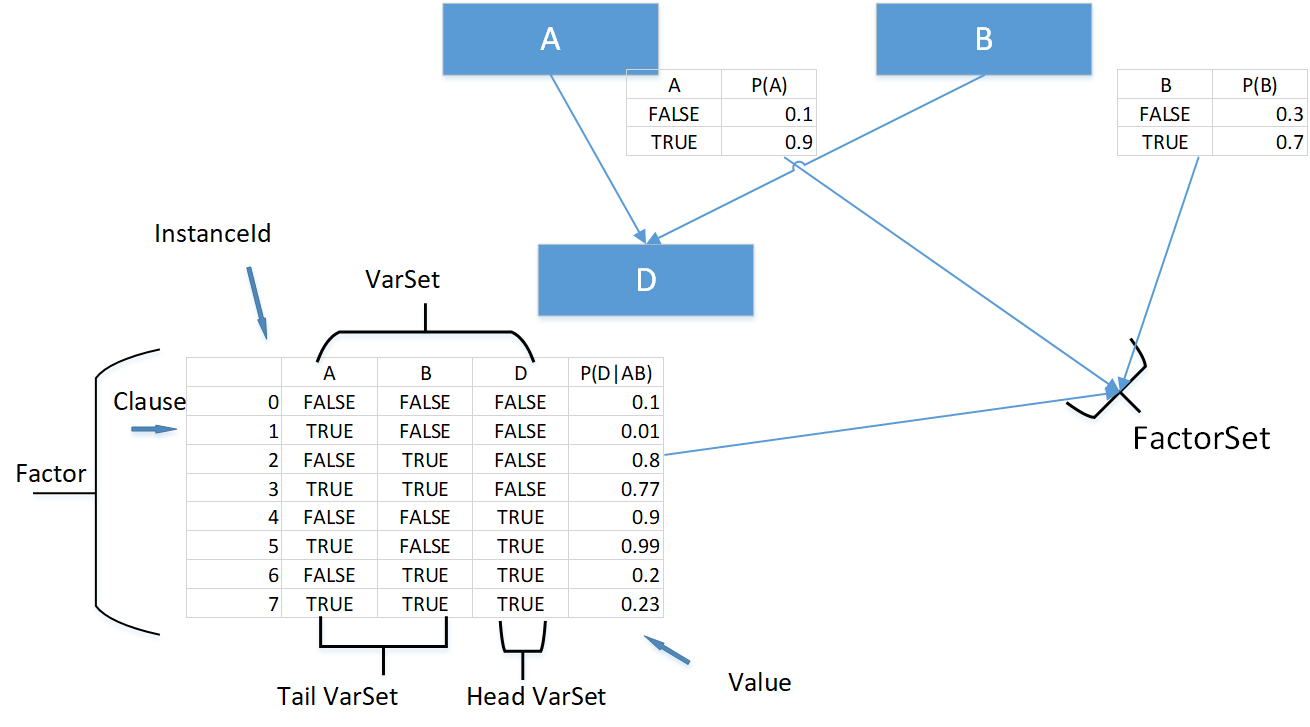 A
B
A P(A)
FALSE 0.1
TRUE 0.9
B P(B)
FALSE 0.3
TRUE 0.7
InstanceId
VarSet
D
A B D P(D|AB)
Clause
0 FALSE FALSE FALSE 0.1
1 TRUE FALSE FALSE 0.01
2 FALSE TRUE FALSE 0.8
3 TRUE TRUE FALSE 0.77
4 FALSE FALSE TRUE 0.9
5 TRUE FALSE TRUE 0.99
6 FALSE TRUE TRUE 0.2
7 TRUE TRUE TRUE 0.23
Factor
FactorSet
Tail VarSet
Head VarSet
Value